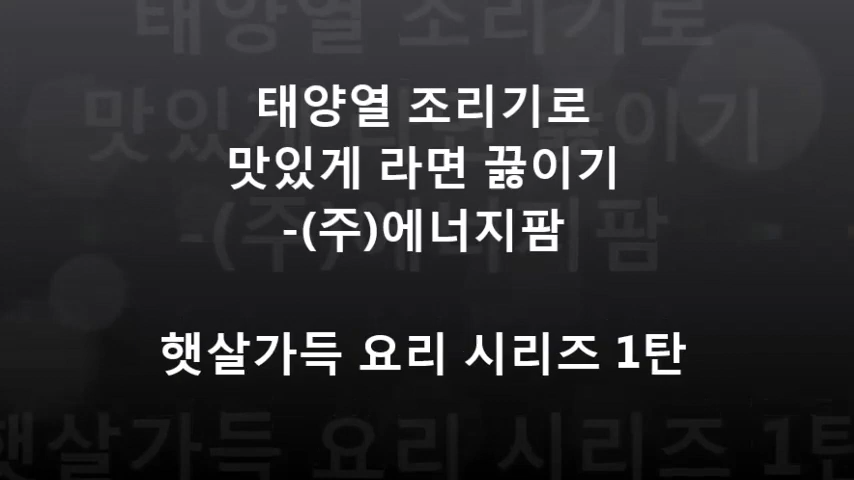 태양열 조리기로
맛있게 라면 끓이기
-(주)에너지팜
햇살가득 요리 시리즈 1탄